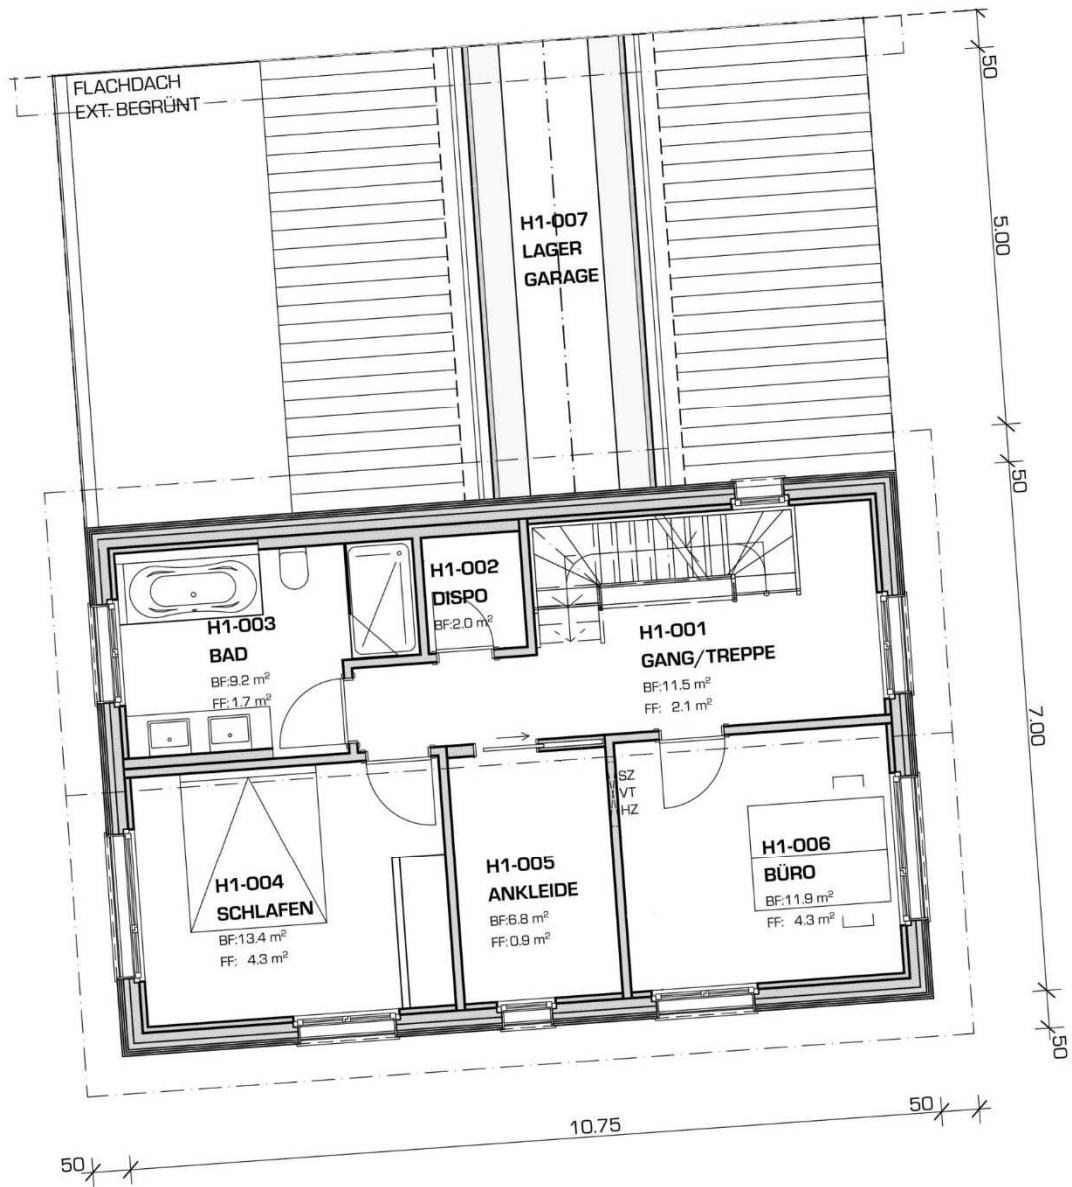 FLACHDACH
EXT. BEGRÜNT
50
5.00
H1-007
LAGER
GARAGE
50
H1-002
DISPO
BF:2.0 m²
H1-003
BAD
BF:9.2 m²
FF: 1.7 m²
H1-001
GANG/TREPPE
BF:11.5 m²
FF: 2.1 m²
7.00
SZ
VT
HZ
H1-004
SCHLAFEN
BF:13.4 m²
FF: 4.3 m²
H1-005
ANKLEIDE
BF:6.8 m²
FF:0.9 m²
H1-006
BÜRO
BF:11.9 m²
FF: 4.3 m²
50
50
10.75
50